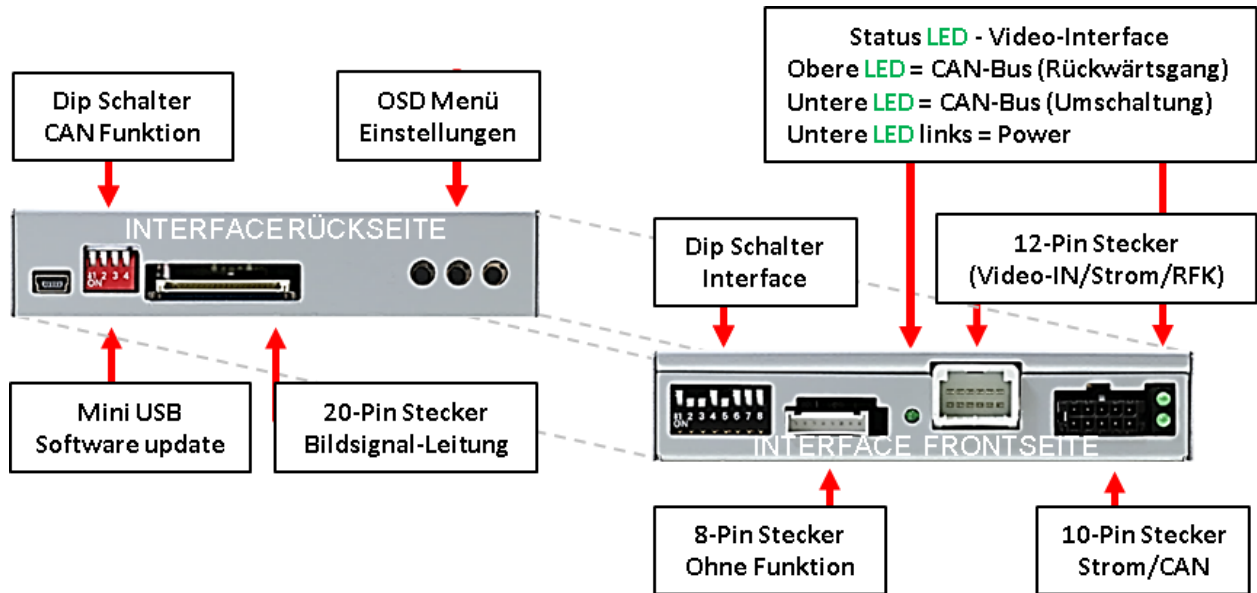 Status LED - Video-Interface
Obere LED = CAN-Bus (Rückwärtsgang)
Untere LED = CAN-Bus (Umschaltung)
Untere LED links = Power
Dip Schalter
CAN Funktion
OSD Menü
Einstellungen
INTERFACE RÜCKSEITE
1 2 3 4
ON
Dip Schalter
Interface
12-Pin Stecker
(Video-IN/Strom/RFK)
Mini USB
Software update
20-Pin Stecker
Bildsignal-Leitung
1 2 3 4 5 6 7 8
ON
INTERFACE FRONTSEITE
8-Pin Stecker
Ohne Funktion
10-Pin Stecker
Strom/CAN